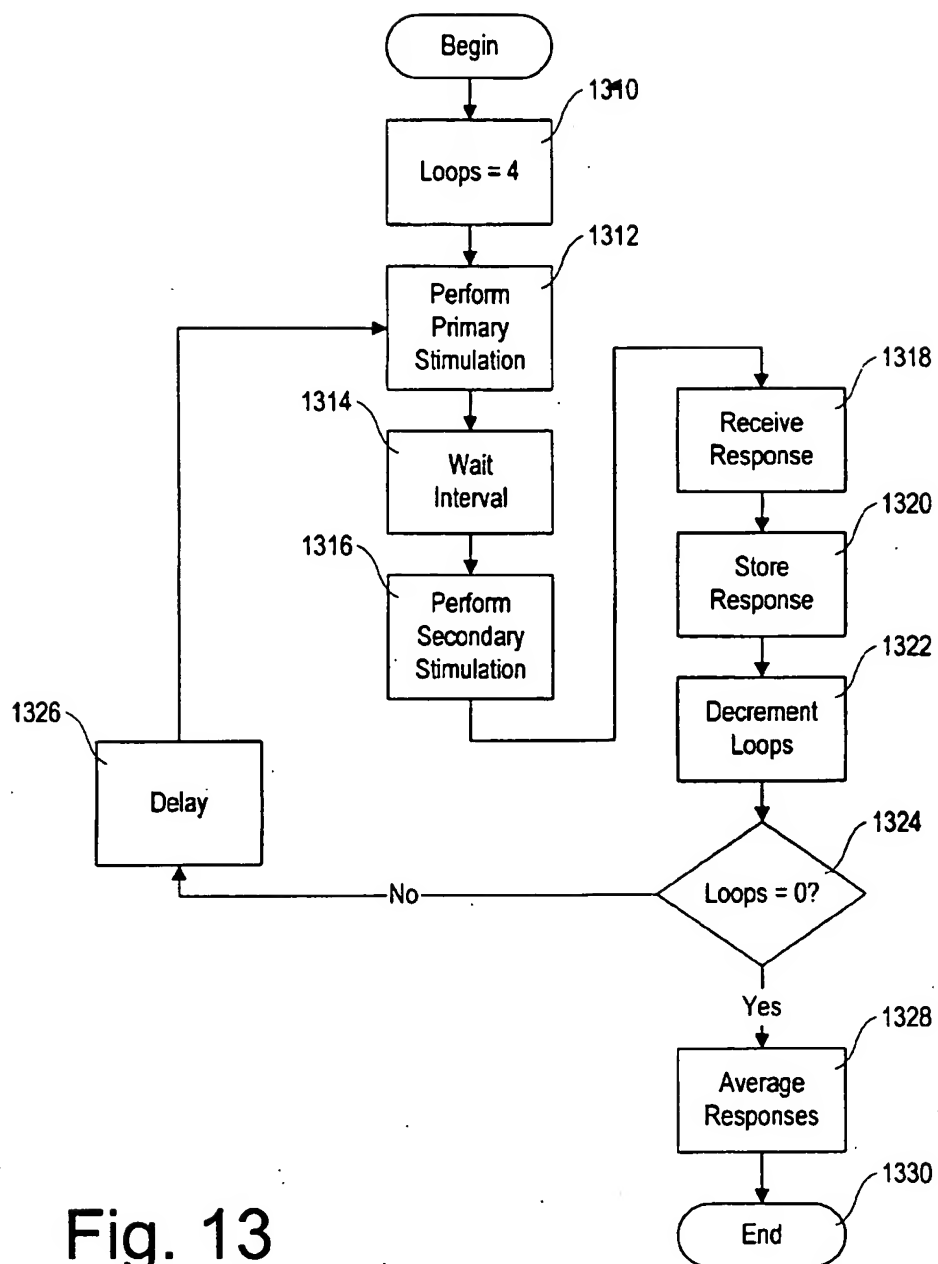 Begin
1310
Loops = 4
1312
Perform
Primary
Stimulation
1314
Wait
Interval
1316
Perform
Secondary
Stimulation
1318
Receive
Response
1320
Store
Response
1322
Decrement
Loops
1324
Loops = 0?
No
1326
Delay
Yes
1328
Average
Responses
1330
End
Fig. 13